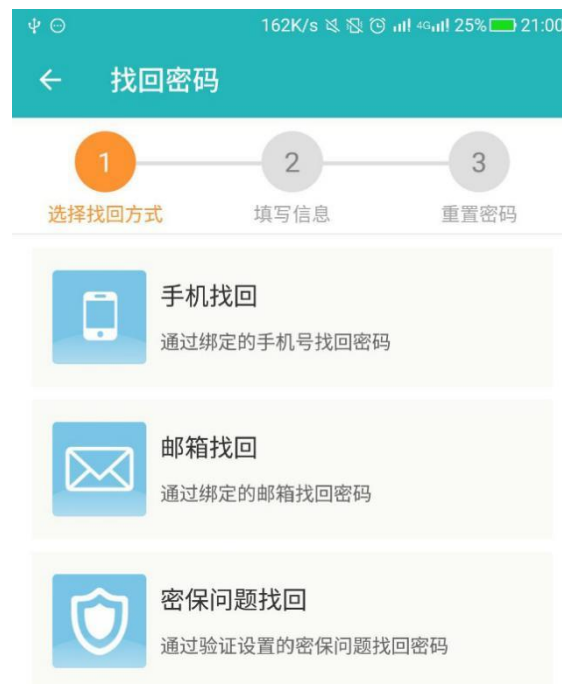 162K/s 4G 25% 21:00
找回密码
1 2 3
选择找回方式 填写信息 重置密码
手机找回
通过绑定的手机号找回密码
邮箱找回
通过绑定的邮箱找回密码
密保问题找回
通过验证设置的密保问题找回密码